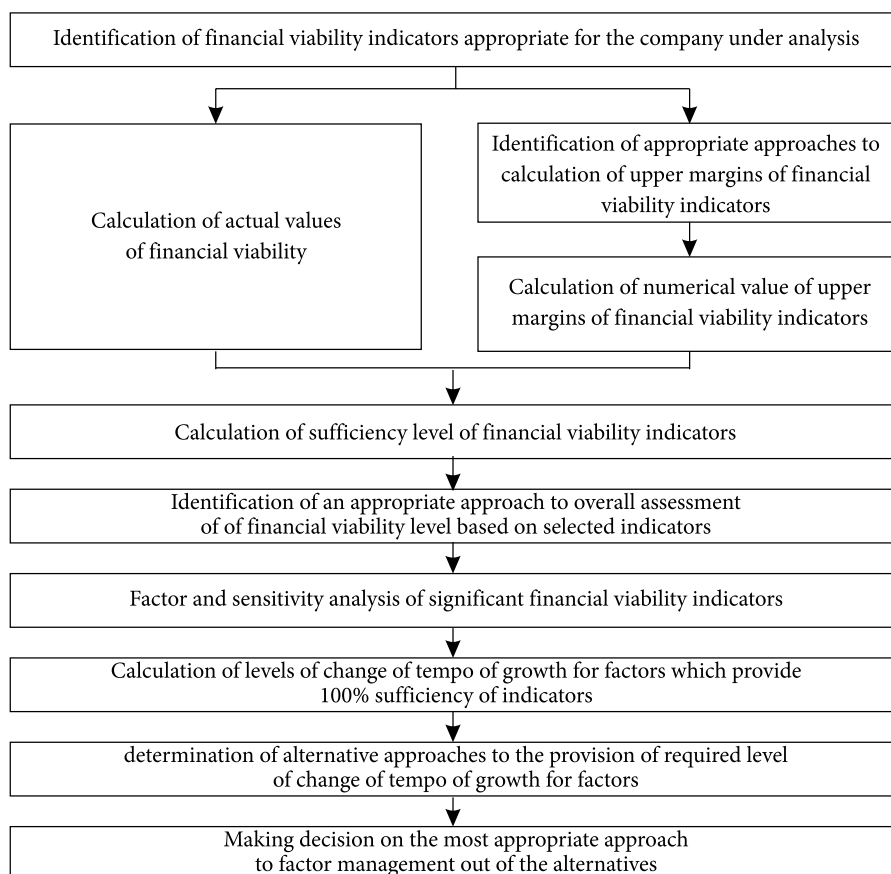 Identification of financial viability indicators appropriate for the company under analysis
Calculation of actual values
of financial viability
Identification of appropriate approaches to
calculation of upper margins of financial
viability indicators
Calculation of numerical value of upper
margins of financial viability indicators
Calculation of sufficiency level of financial viability indicators
Identification of an appropriate approach to overall assessment
of of financial viability level based on selected indicators
Factor and sensitivity analysis of significant financial viability indicators
Calculation of levels of change of tempo of growth for factors which provide
100% sufficiency of indicators
determination of alternative approaches to the provision of required level
of change of tempo of growth for factors
Making decision on the most appropriate approach
to factor management out of the alternatives